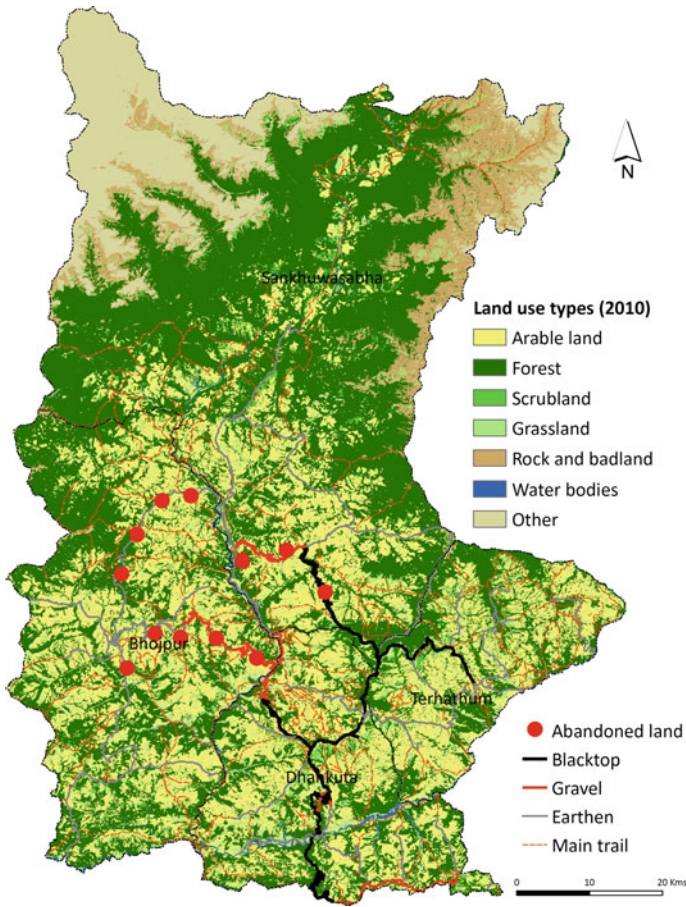 N
Sankhuwasabha
Land use types (2010)
Arable land
Forest
Scrubland
Grassland
Rock and badland
Water bodies
Other
Bhojpur
Terhathum
Dhankuta
Abandoned land
Blacktop
Gravel
Earthen
Main trail
0 10 20 Kms